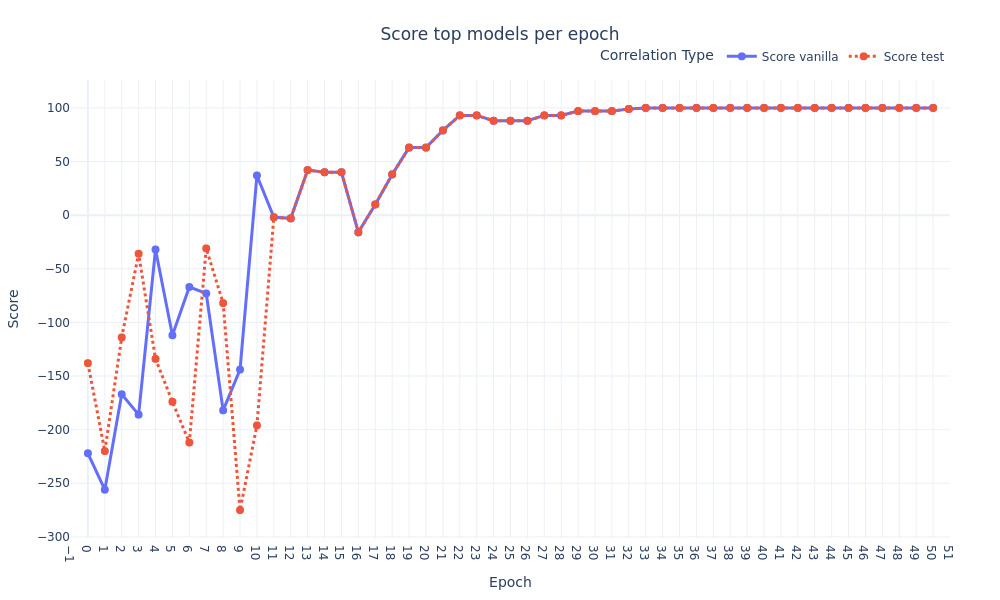 Score top models per epoch
Correlation Type Score vanilla Score test
100
50
0
−50
−100
−150
−200
−250
−300
Score
−1 0 1 2 3 4 5 6 7 8 9 10 11 12 13 14 15 16 17 18 19 20 21 22 23 24 25 26 27 28 29 30 31 32 33 34 35 36 37 38 39 40 41 42 43 44 45 46 47 48 49 50 51
Epoch